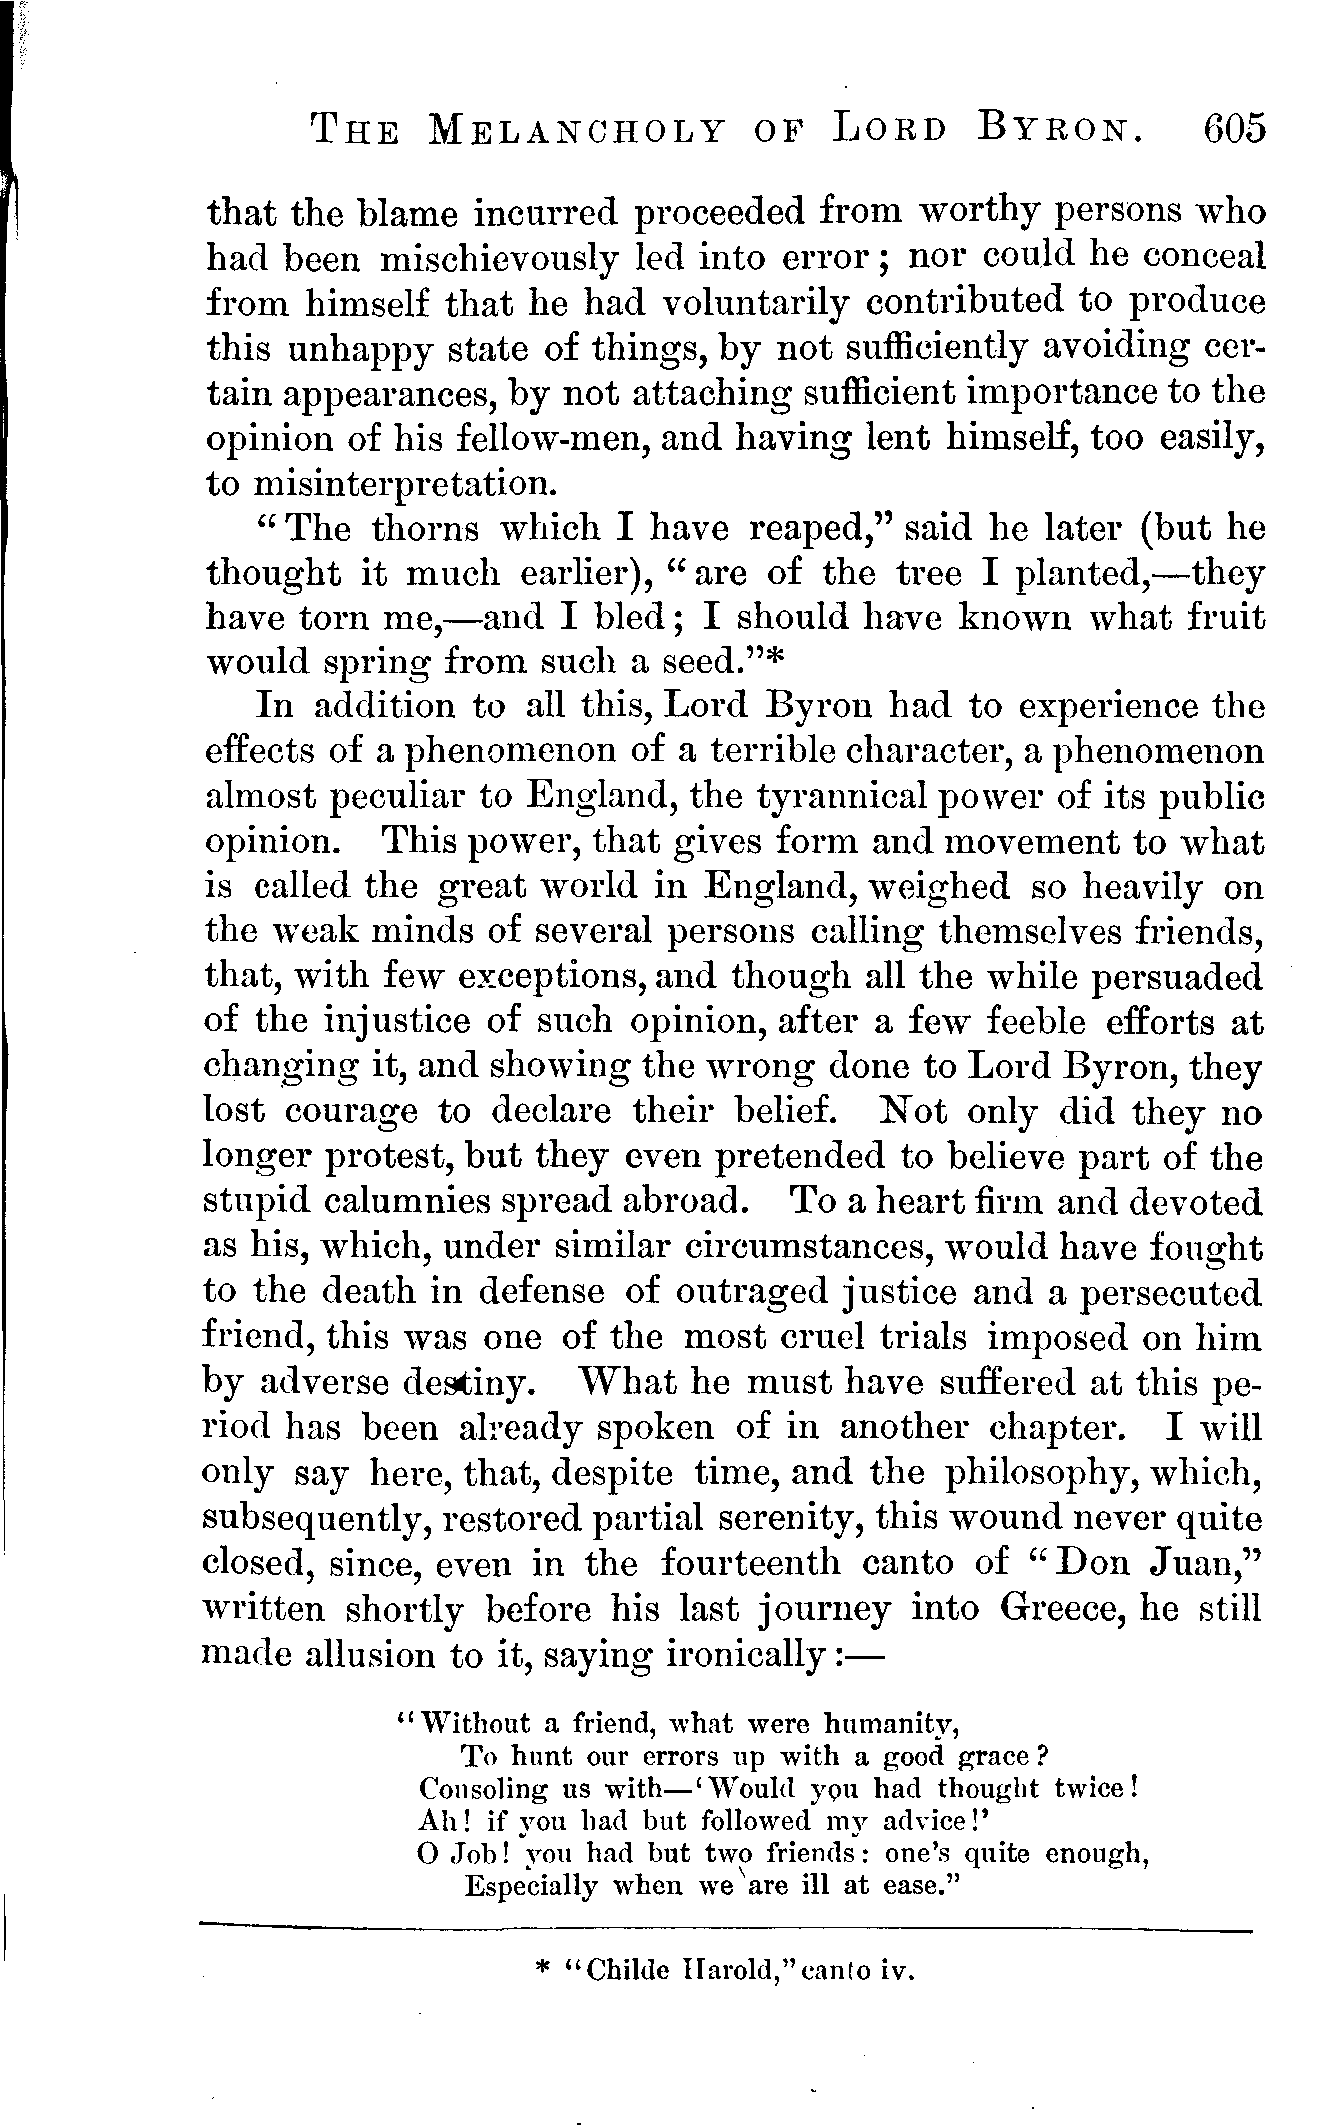 THE MELANCHOLY OF LORD BYRON. 605
that the blame incurred proceeded from worthy persons who
had been mischievously led into error; nor could he conceal
from himself that he had voluntarily contributed to produce
this unhappy state of things, by not sufficiently avoiding cer-
tain appearances, by not attaching sufficient importance to the
opinion of his fellow-men, and having lent himself, too easily,
to misinterpretation.
"The thorns which I have reaped," said he later (but he
thought it much earlier), "are of the tree I planted,—they
have torn me,—and I bled; I should have known what fruit
would spring from such a seed."*
In addition to all this, Lord Byron had to experience the
effects of a phenomenon of a terrible character, a phenomenon
almost peculiar to England, the tyrannical power of its public
opinion. This power, that gives form and movement to what
is called the great world in England, weighed so heavily on
the weak minds of several persons calling themselves friends,
that, with few exceptions, and though all the while persuaded
of the injustice of such opinion, after a few feeble efforts at
changing it, and showing the wrong done to Lord Byron, they
lost courage to declare their belief. Not only did they no
longer protest, but they even pretended to believe part of the
stupid calumnies spread abroad. To a heart firm and devoted
as his, which, under similar circumstances, would have fought
to the death in defense of outraged justice and a persecuted
friend, this was one of the most cruel trials imposed on him
by adverse destiny. What he must have suffered at this pe-
riod has been already spoken of in another chapter. I will
only say here, that, despite time, and the philosophy, which,
subsequently, restored partial serenity, this wound never quite
closed, since, even in the fourteenth canto of "Don Juan,"
written shortly before his last journey into Greece, he still
made allusion to it, saying ironically:—
"Without a friend, what were humanity,
To hunt our errors up with a good grace?
Consoling us with—'Would you had thought twice!
Ah! if you had but followed my advice!'
O Job! you had but two friends: one's quite enough,
Especially when we are ill at ease."
* "Childe Harold," canto iv.